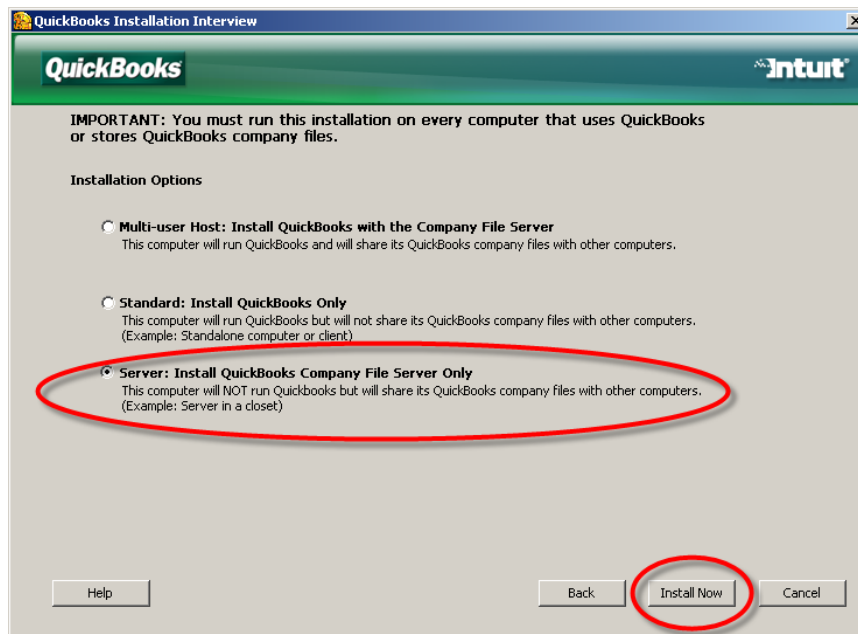 QuickBooks Installation Interview
QuickBooks
Intuit
IMPORTANT: You must run this installation on every computer that uses QuickBooks
or stores QuickBooks company files.
Installation Options
Multi-user Host: Install QuickBooks with the Company File Server
This computer will run QuickBooks and will share its QuickBooks company files with other computers.
Standard: Install QuickBooks Only
This computer will run QuickBooks but will not share its QuickBooks company files with other computers.
(Example: Standalone computer or client)
Server: Install QuickBooks Company File Server Only
This computer will NOT run Quickbooks but will share its QuickBooks company files with other computers.
(Example: Server in a closet)
Help
Back
Install Now
Cancel